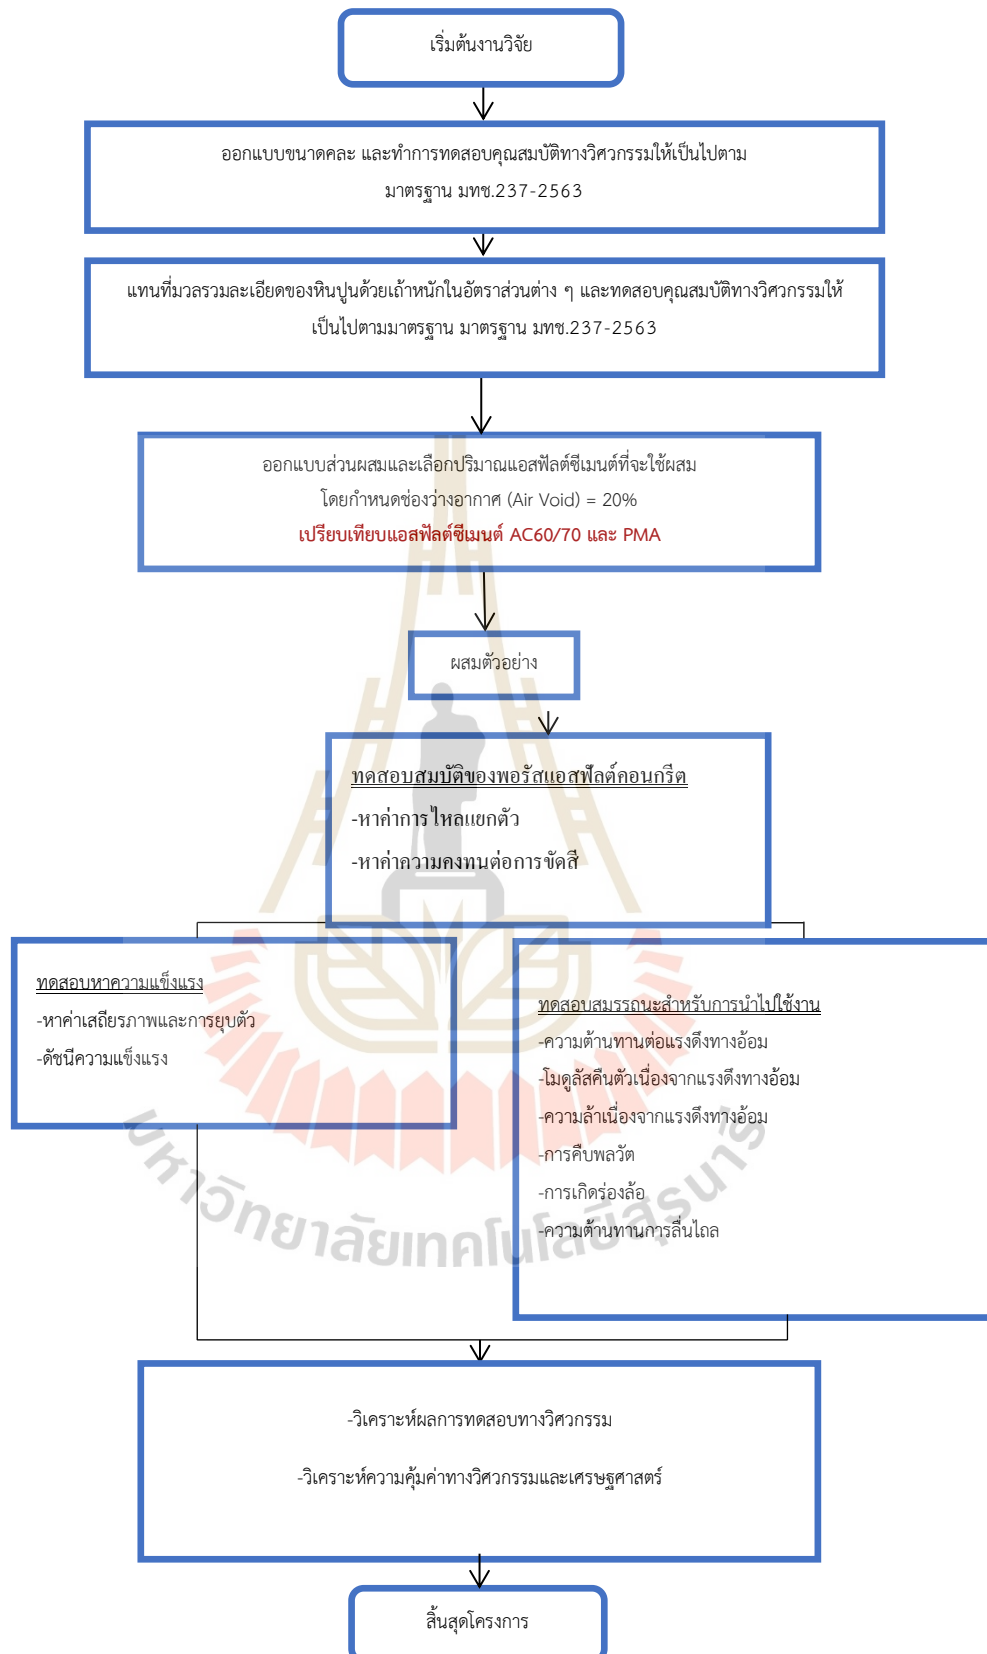 เริ่มต้นงานวิจัย
ออกแบบขนาดคละ และทำการทดสอบคุณสมบัติทางวิศวกรรมให้เป็นไปตาม
มาตรฐาน มทช.237-2563
แทนที่มวลรวมละเอียดของหินปูนด้วยเถ้าหนักในอัตราส่วนต่าง ๆ และทดสอบคุณสมบัติทางวิศวกรรมให้
เป็นไปตามมาตรฐาน มาตรฐาน มทช.237-2563
ออกแบบส่วนผสมและเลือกปริมาณแอสฟัลต์ซีเมนต์ที่จะใช้ผสม
โดยกำหนดช่องว่างอากาศ (Air Void) = 20%
เปรียบเทียบแอสฟัลต์ซีเมนต์ AC60/70 และ PMA
ผสมตัวอย่าง
ทดสอบสมบัติของพอรัสแอสฟัลต์คอนกรีต
-หาค่าการไหลแยกตัว
-หาค่าความคงทนต่อการขัดสี
ทดสอบหาความแข็งแรง
-หาค่าเสถียรภาพและการยุบตัว
-ดัชนีความแข็งแรง
ทดสอบสมรรถนะสำหรับการนำไปใช้งาน
-ความต้านทานต่อแรงดึงทางอ้อม
-โมดูลัสคืนตัวเนื่องจากแรงดึงทางอ้อม
-ความล้าเนื่องจากแรงดึงทางอ้อม
-การคืบพลวัต
-การเกิดร่องล้อ
-ความต้านทานการลื่นไถล
มหาวิทยาลัยเทคโนโลยีสุรนารี
-วิเคราะห์ผลการทดสอบทางวิศวกรรม
-วิเคราะห์ความคุ้มค่าทางวิศวกรรมและเศรษฐศาสตร์
สิ้นสุดโครงการ